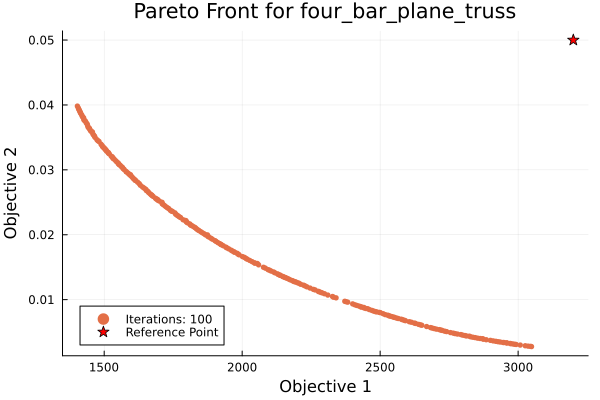 Pareto Front for four_bar_plane_truss
Objective 2
0.05
0.04
0.03
0.02
0.01
Iterations: 100
Reference Point
1500 2000 2500 3000
Objective 1